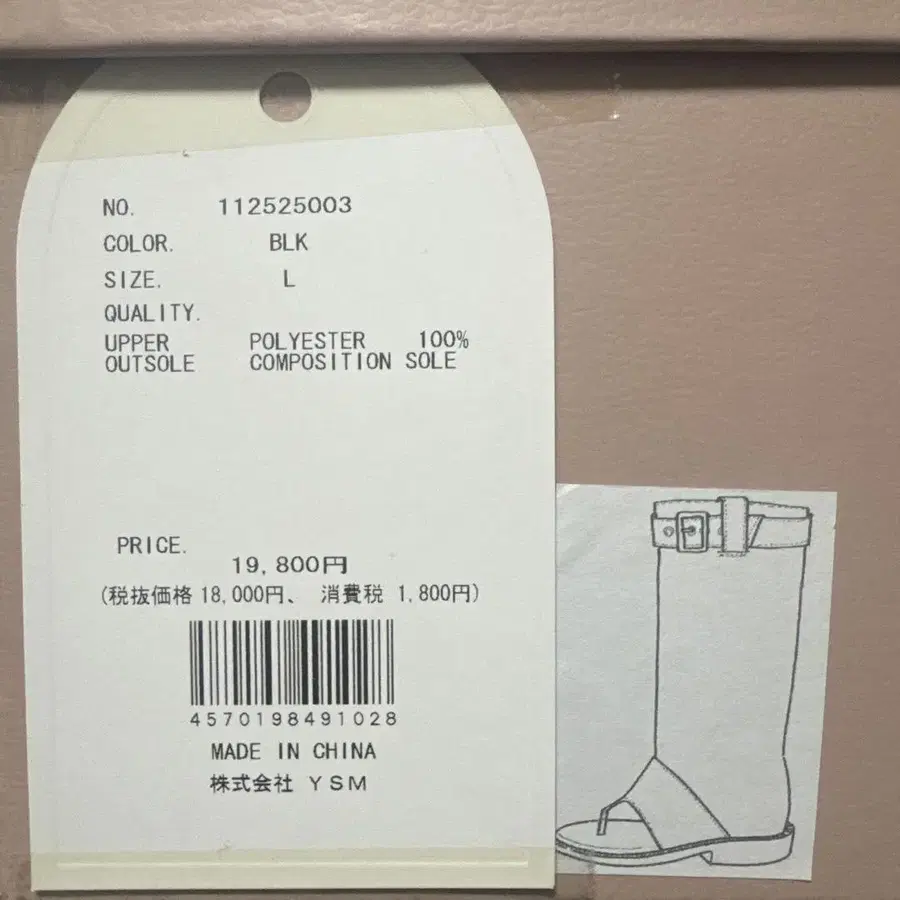 NO. 112525003
COLOR. BLK
SIZE. L
QUALITY.
UPPER POLYESTER 100%
OUTSOLE COMPOSITION SOLE
PRICE.
19,800円
(税抜価格 18,000円、 消費税 1,800円)
4570198491028
MADE IN CHINA
株式会社 YSM